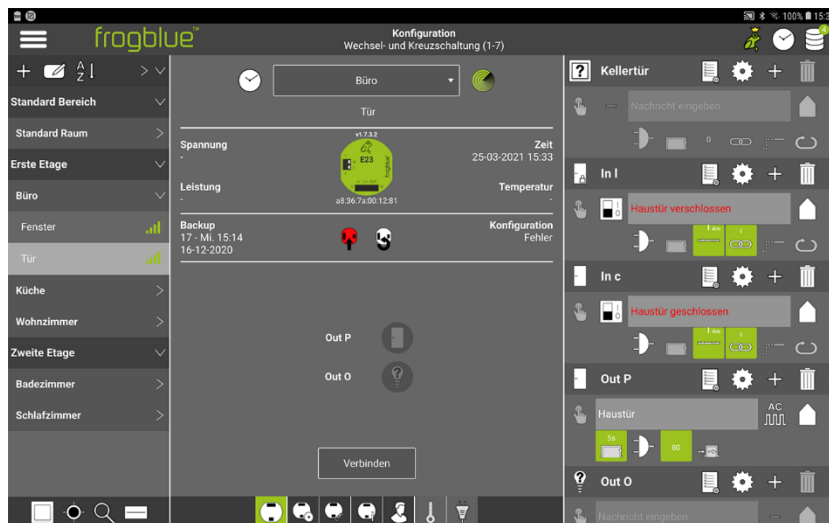 100% 15:3
frogblue™
Konfiguration
Wechsel- und Kreuzschaltung (1-7)
4
A
Z
Standard Bereich
Standard Raum
Erste Etage
Büro
Fenster
Tür
Küche
Wohnzimmer
Zweite Etage
Badezimmer
Schlafzimmer
Büro
Tür
Spannung
-
v1.7.3.2
E23
frogblue
a8:36:7a:00:12:81
Zeit
25-03-2021 15:33
Leistung
-
Temperatur
-
Backup
17 - Mi. 15:14
16-12-2020
Konfiguration
Fehler
Out P
Out O
Verbinden
Kellertür
Nachricht eingeben
0
In l
Haustür verschlossen
In c
Haustür geschlossen
Out P
Haustür
AC
5s
80
Out O
Nachricht eingeben